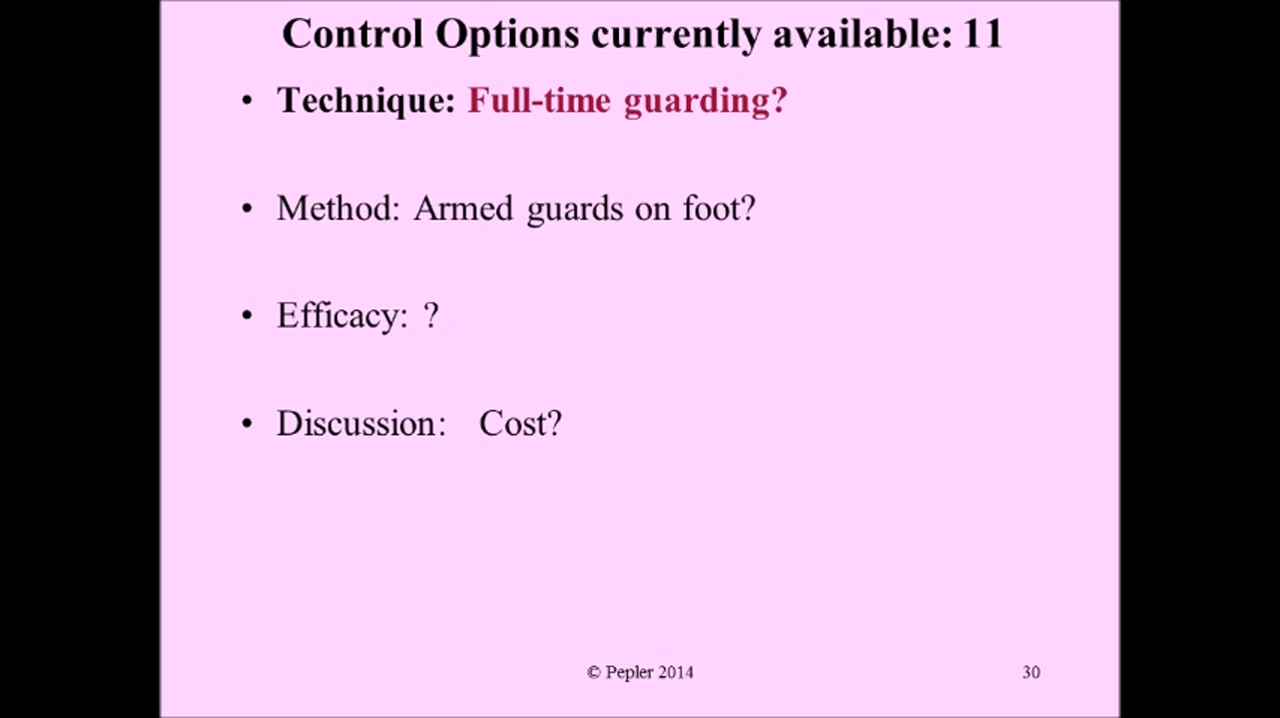 Control Options currently available: 11
• Technique: Full-time guarding?
• Method: Armed guards on foot?
• Efficacy: ?
• Discussion: Cost?
© Pepler 2014
30